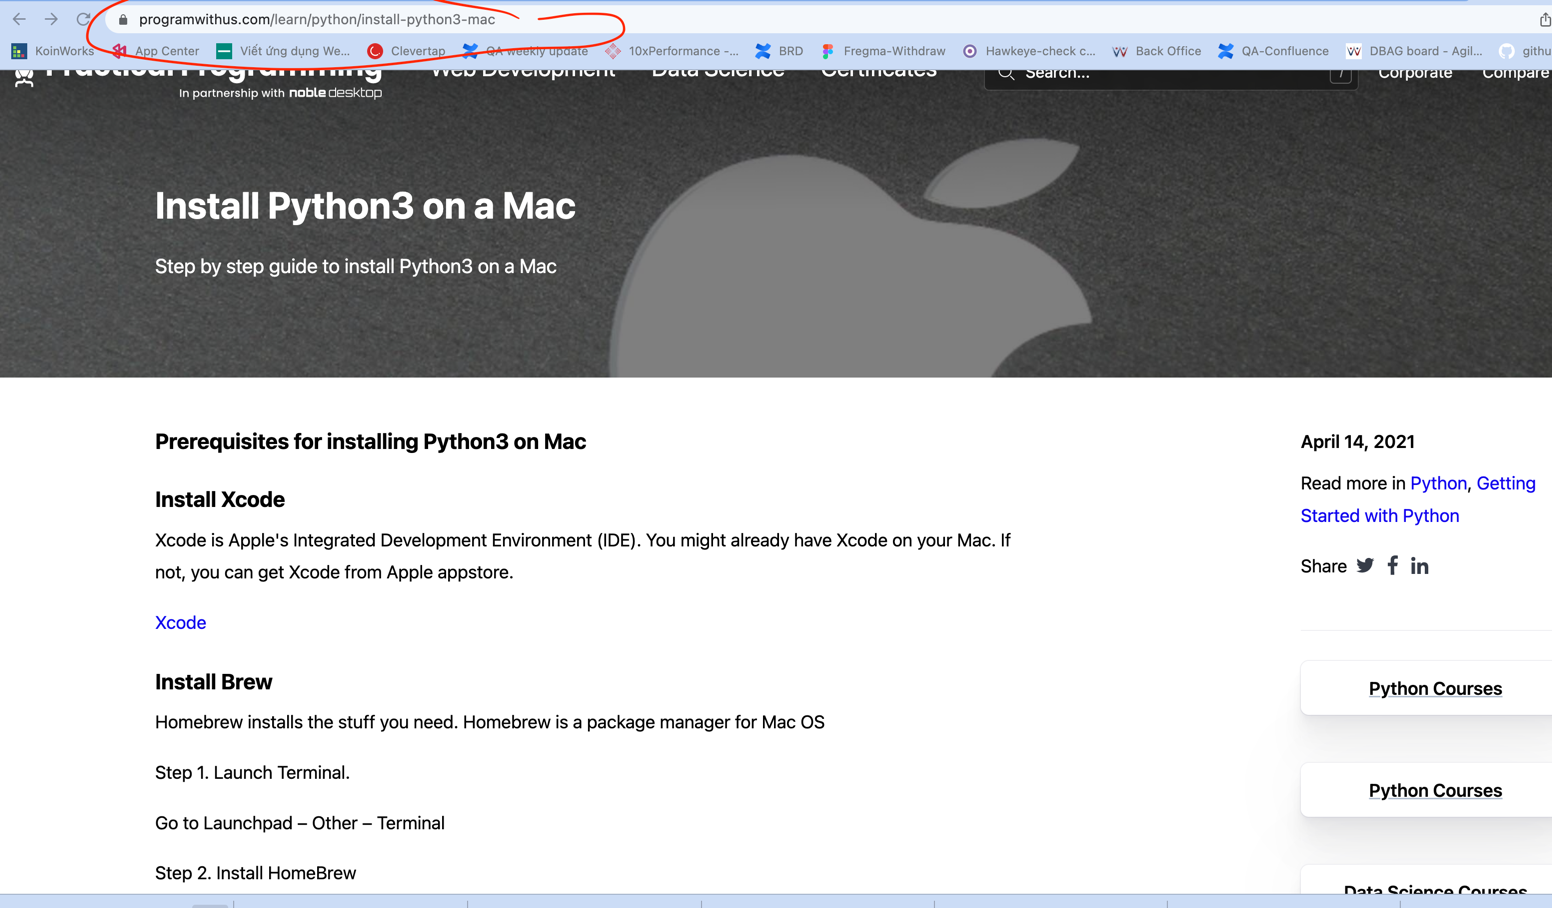 programwithus.com/learn/python/install-python3-mac
KoinWorks App Center Viết ứng dụng We... Clevertap QA weekly update 10xPerformance -... BRD Fregma-Withdraw Hawkeye-check c... Back Office QA-Confluence DBAG board - Agil... githu
Practical Programming Web Development Data Science Certificates Search... / Corporate Compare
In partnership with noble desktop
Install Python3 on a Mac
Step by step guide to install Python3 on a Mac
Prerequisites for installing Python3 on Mac
Install Xcode
Xcode is Apple's Integrated Development Environment (IDE). You might already have Xcode on your Mac. If
not, you can get Xcode from Apple appstore.
Xcode
Install Brew
Homebrew installs the stuff you need. Homebrew is a package manager for Mac OS
Step 1. Launch Terminal.
Go to Launchpad – Other – Terminal
Step 2. Install HomeBrew
April 14, 2021
Read more in Python, Getting
Started with Python
Share
Python Courses
Python Courses
Data Science Courses